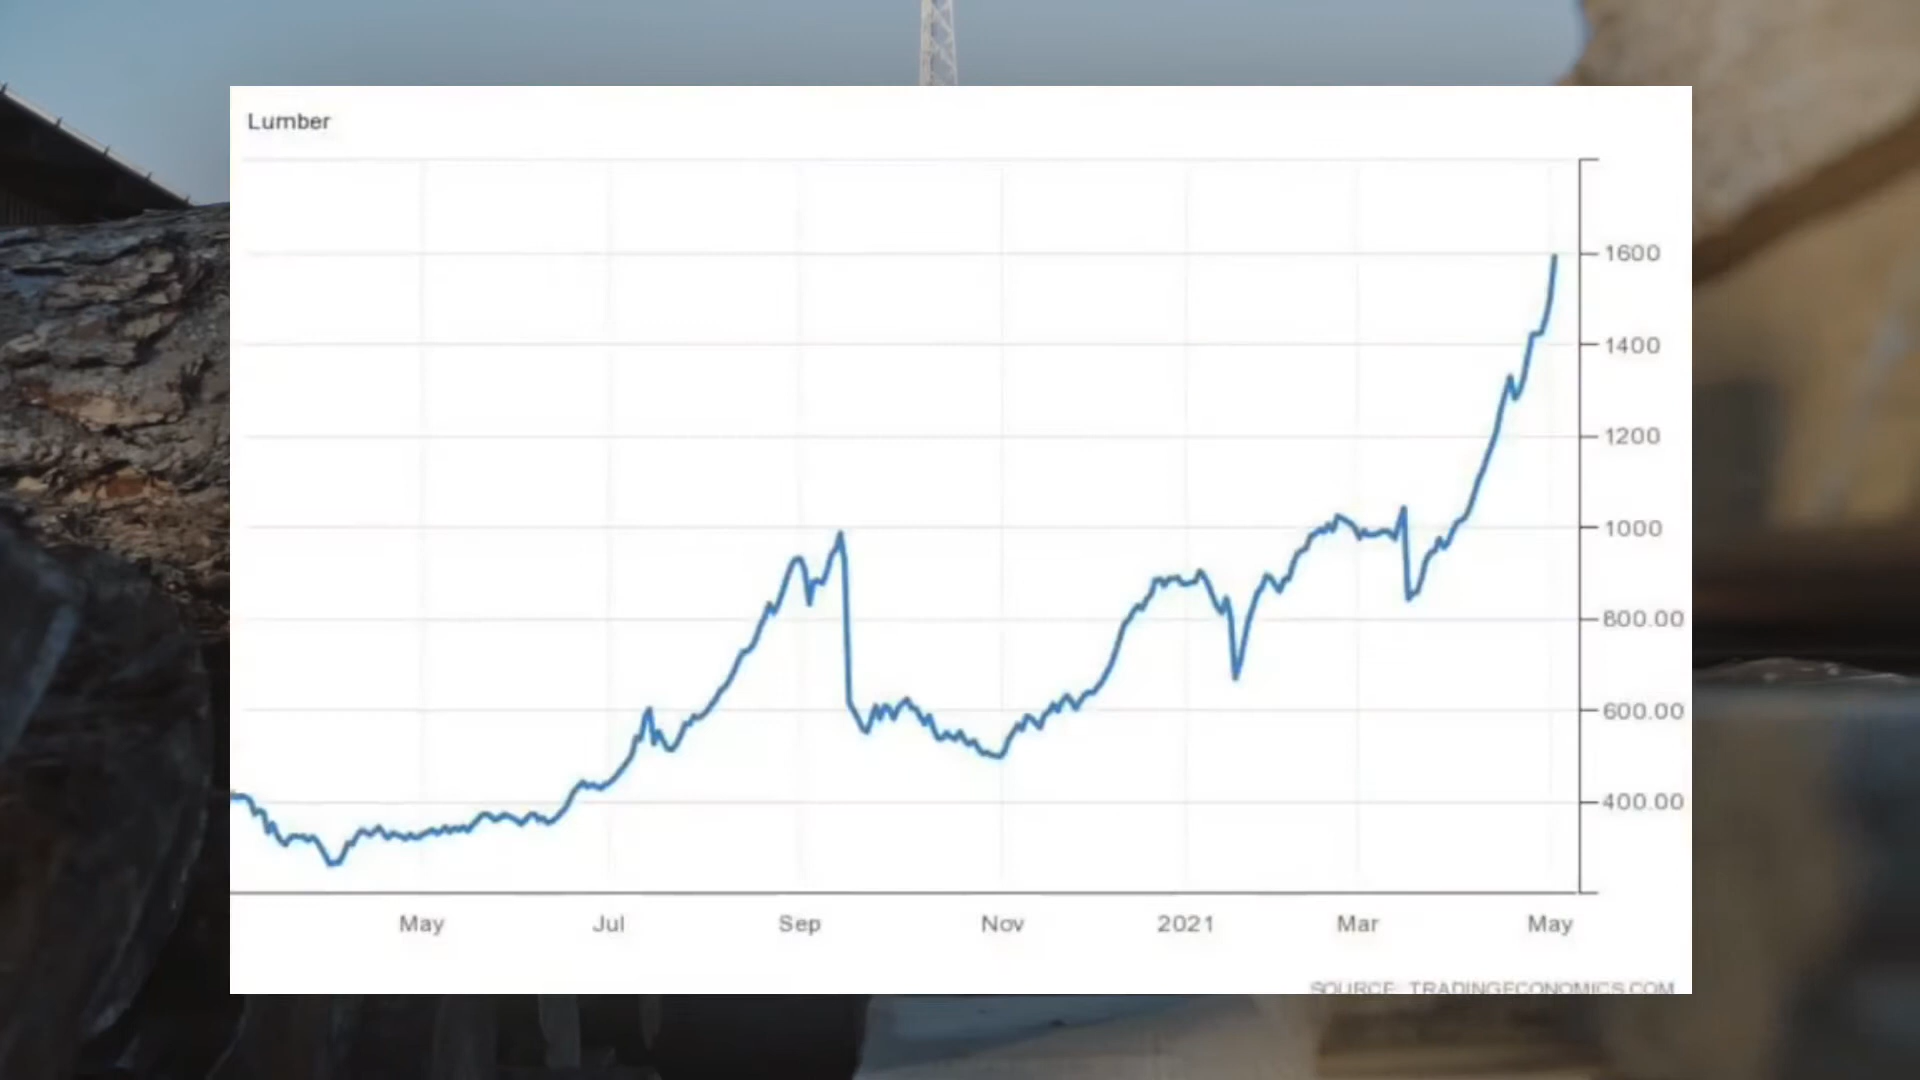 Lumber
1600
1400
1200
1000
800.00
600.00
400.00
May Jul Sep Nov 2021 Mar May
SOURCE: TRADINGECONOMICS.COM